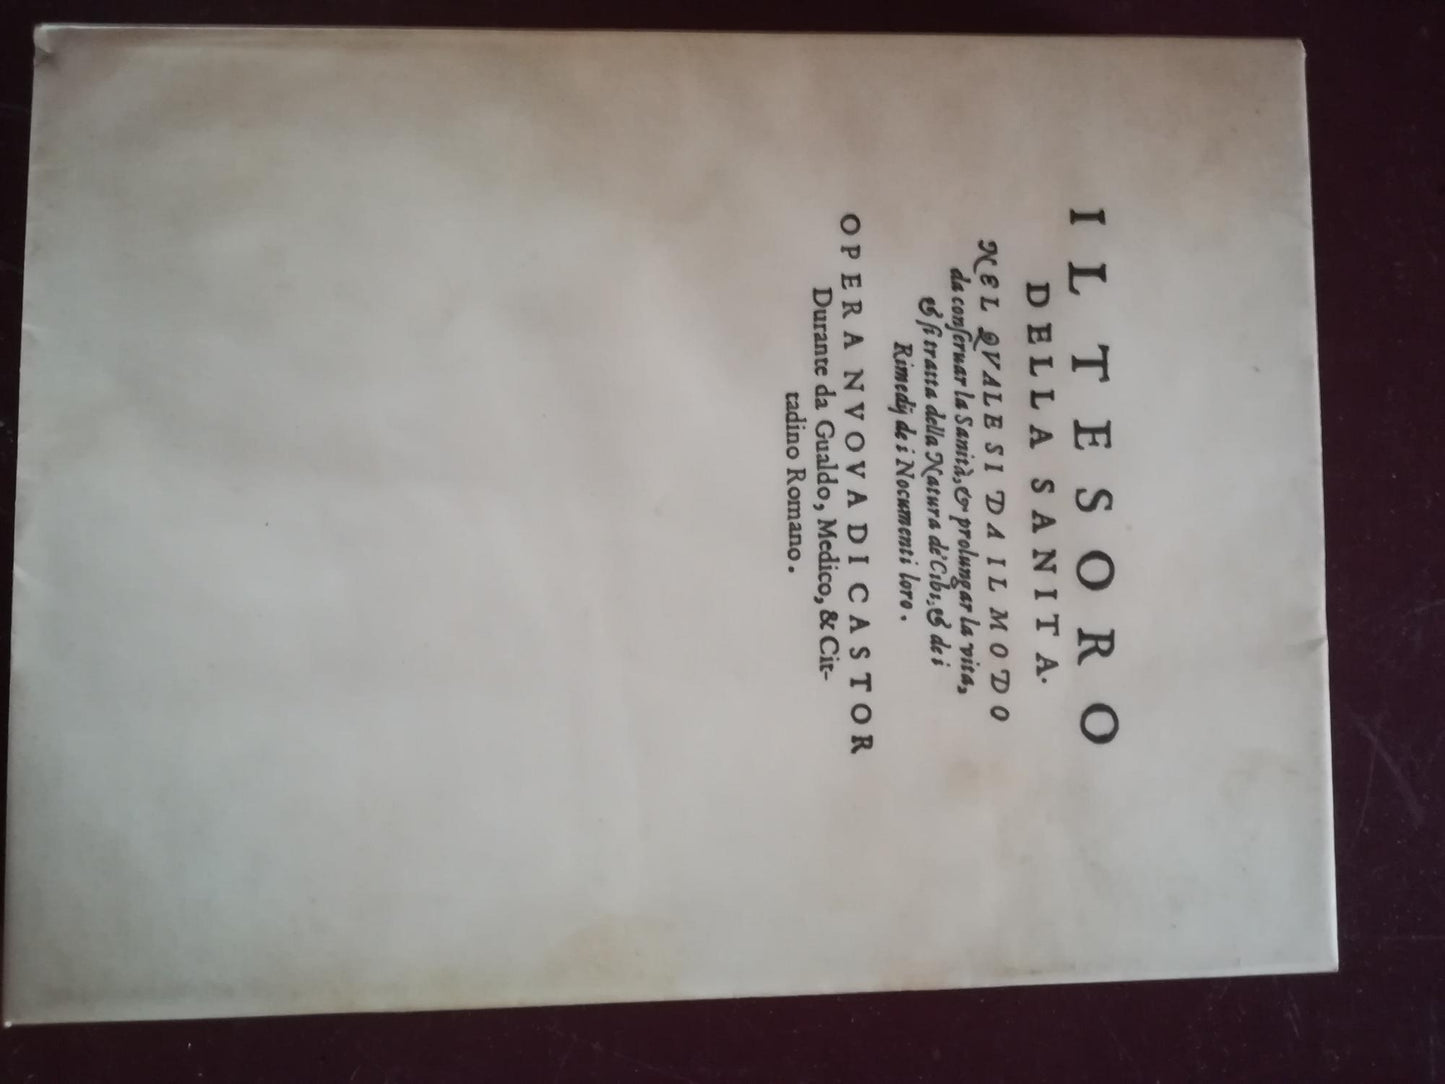 IL TESORO
DELLA SANITA.
NEL QVALE SI DA IL MODO
da conſeruar la Sanità, & prolungar la vita,
& ſi tratta della Natura de' Cibi, & de i
Rimedij de i Nocumenti loro.
OPERA NVOVA DI CASTOR
Durante da Gualdo, Medico, & Cit-
tadino Romano.